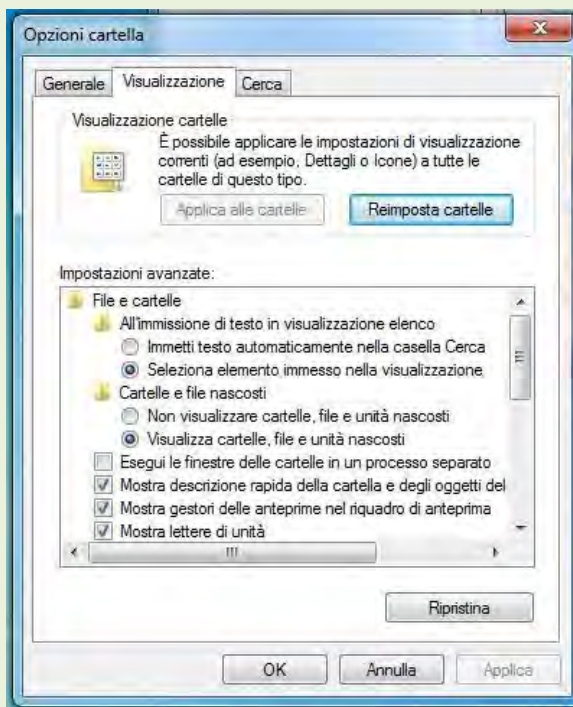 Opzioni cartella
Generale Visualizzazione Cerca
Visualizzazione cartelle
È possibile applicare le impostazioni di visualizzazione
correnti (ad esempio, Dettagli o Icone) a tutte le
cartelle di questo tipo.
Applica alle cartelle Reimposta cartelle
Impostazioni avanzate:
File e cartelle
All'immissione di testo in visualizzazione elenco
Immetti testo automaticamente nella casella Cerca
Seleziona elemento immesso nella visualizzazione
Cartelle e file nascosti
Non visualizzare cartelle, file e unità nascosti
Visualizza cartelle, file e unità nascosti
Esegui le finestre delle cartelle in un processo separato
Mostra descrizione rapida della cartella e degli oggetti del
Mostra gestori delle anteprime nel riquadro di anteprima
Mostra lettere di unità
Ripristina
OK Annulla Applica